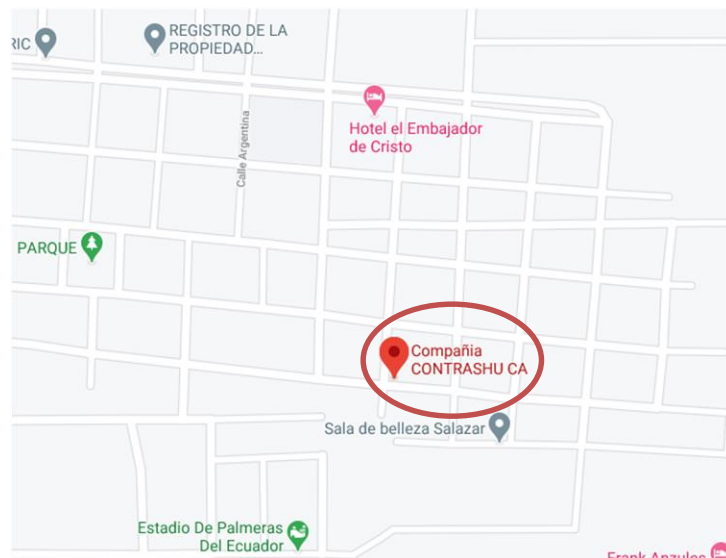 RIC
REGISTRO DE LA
PROPIEDAD...
Hotel el Embajador
de Cristo
Calle Argentina
PARQUE
Compañia
CONTRASHU CA
Sala de belleza Salazar
Estadio De Palmeras
Del Ecuador